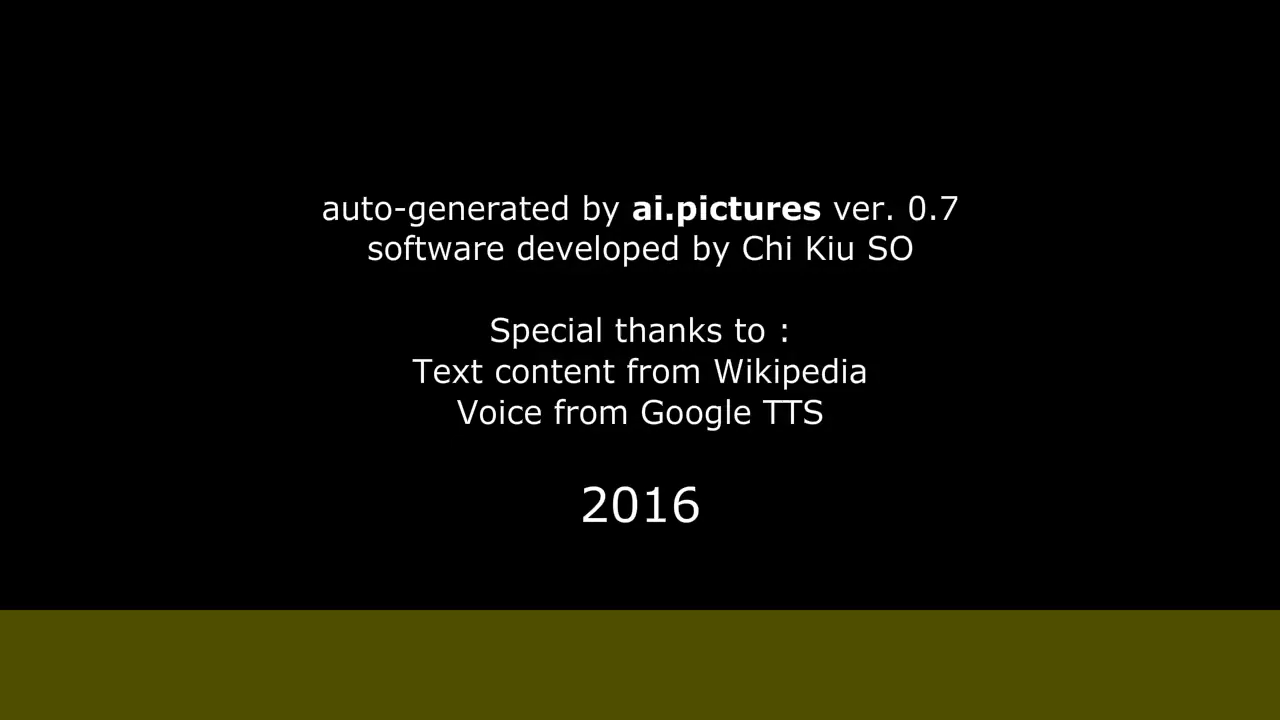 auto-generated by ai.pictures ver. 0.7
software developed by Chi Kiu SO
Special thanks to :
Text content from Wikipedia
Voice from Google TTS
2016